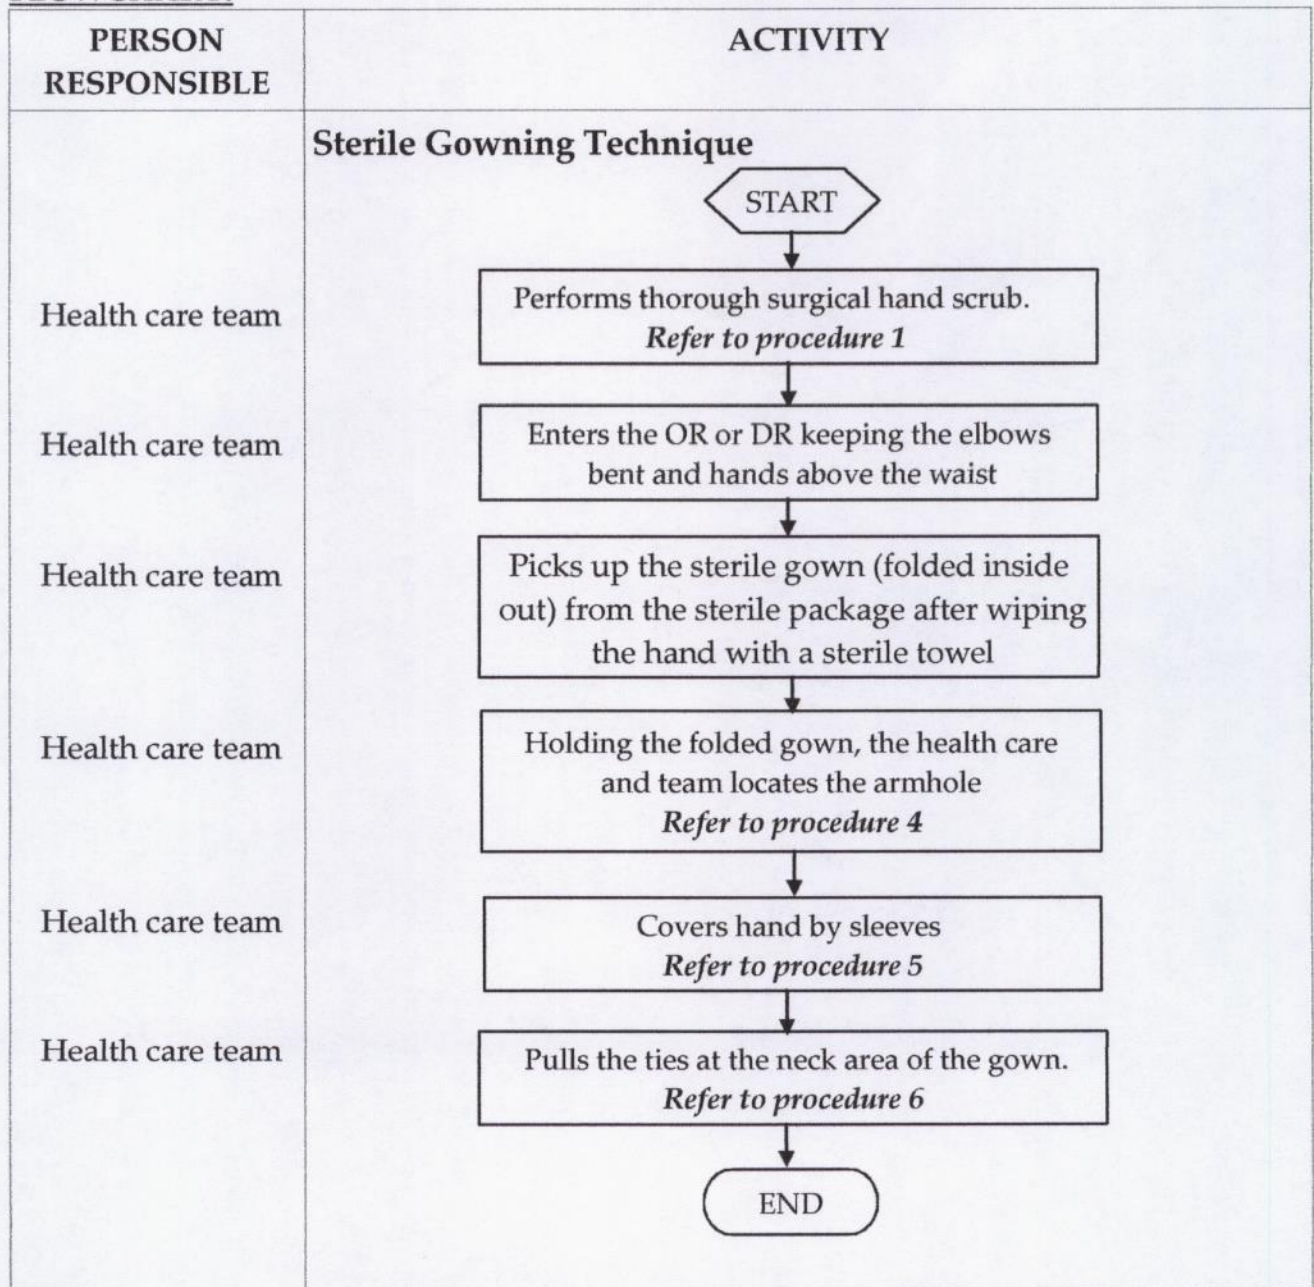 PERSON
RESPONSIBLE
ACTIVITY
Sterile Gowning Technique
START
Health care team
Performs thorough surgical hand scrub.
Refer to procedure 1
Health care team
Enters the OR or DR keeping the elbows
bent and hands above the waist
Health care team
Picks up the sterile gown (folded inside
out) from the sterile package after wiping
the hand with a sterile towel
Health care team
Holding the folded gown, the health care
and team locates the armhole
Refer to procedure 4
Health care team
Covers hand by sleeves
Refer to procedure 5
Health care team
Pulls the ties at the neck area of the gown.
Refer to procedure 6
END